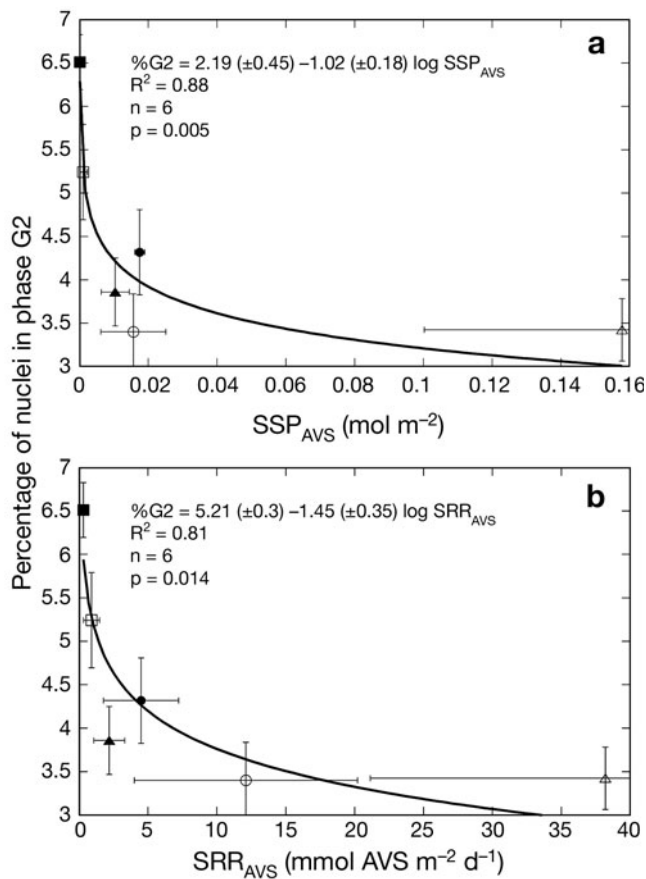 Percentage of nuclei in phase G2
a
%G2 = 2.19 (±0.45) –1.02 (±0.18) log SSP_AVS
R² = 0.88
n = 6
p = 0.005
7
6.5
6
5.5
5
4.5
4
3.5
3
0 0.02 0.04 0.06 0.08 0.1 0.12 0.14 0.16
SSP_AVS (mol m⁻²)
b
%G2 = 5.21 (±0.3) –1.45 (±0.35) log SRR_AVS
R² = 0.81
n = 6
p = 0.014
7
6.5
6
5.5
5
4.5
4
3.5
3
0 5 10 15 20 25 30 35 40
SRR_AVS (mmol AVS m⁻² d⁻¹)